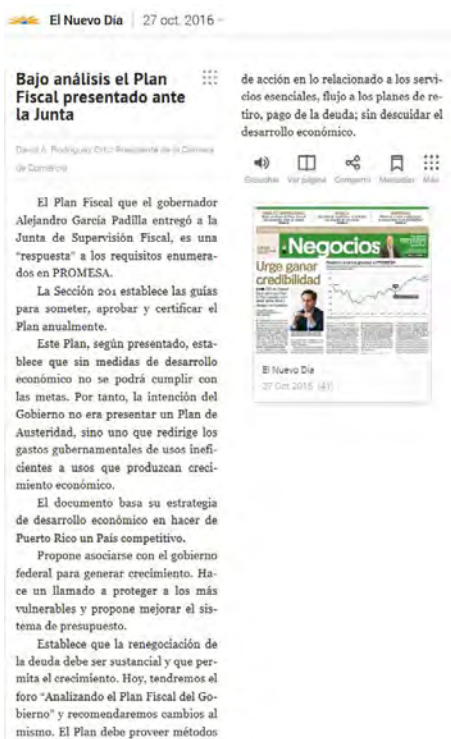 El Nuevo Día | 27 oct. 2016
Bajo análisis el Plan
Fiscal presentado ante
la Junta
David A. Rodríguez Ortiz Presidente de la Cámara
de Comercio
El Plan Fiscal que el gobernador
Alejandro García Padilla entregó a la
Junta de Supervisión Fiscal, es una
“respuesta” a los requisitos enumera-
dos en PROMESA.
La Sección 201 establece las guías
para someter, aprobar y certificar el
Plan anualmente.
Este Plan, según presentado, esta-
blece que sin medidas de desarrollo
económico no se podrá cumplir con
las metas. Por tanto, la intención del
Gobierno no era presentar un Plan de
Austeridad, sino uno que redirige los
gastos gubernamentales de usos inefi-
cientes a usos que produzcan creci-
miento económico.
El documento basa su estrategia
de desarrollo económico en hacer de
Puerto Rico un País competitivo.
Propone asociarse con el gobierno
federal para generar crecimiento. Ha-
ce un llamado a proteger a los más
vulnerables y propone mejorar el sis-
tema de presupuesto.
Establece que la renegociación de
la deuda debe ser sustancial y que per-
mita el crecimiento. Hoy, tendremos el
foro “Analizando el Plan Fiscal del Go-
bierno” y recomendaremos cambios al
mismo. El Plan debe proveer métodos
de acción en lo relacionado a los servi-
cios esenciales, flujo a los planes de re-
tiro, pago de la deuda; sin descuidar el
desarrollo económico.
Escuchar Ver página Compartir Marcador Más
Negocios
Urge ganar
credibilidad
El Nuevo Día
27 Oct 2016 (41)